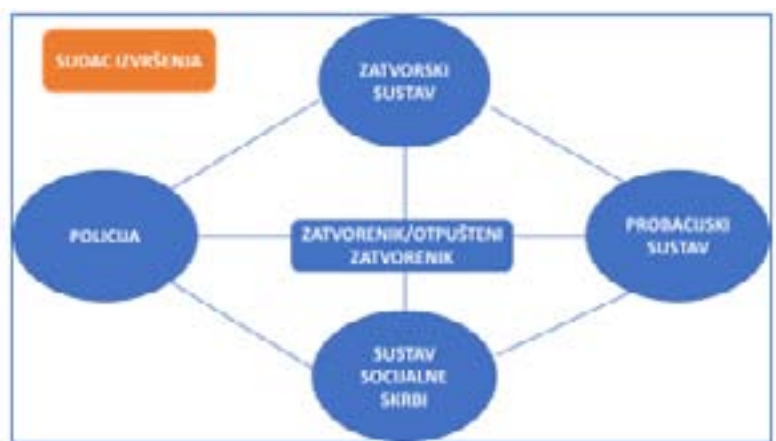 SUDAC IZVRŠENJA
ZATVORSKI
SUSTAV
POLICIJA
ZATVORENIK/OTPUŠTENI
ZATVORENIK
PROBACIJSKI
SUSTAV
SUSTAV
SOCIJALNE
SKRBI